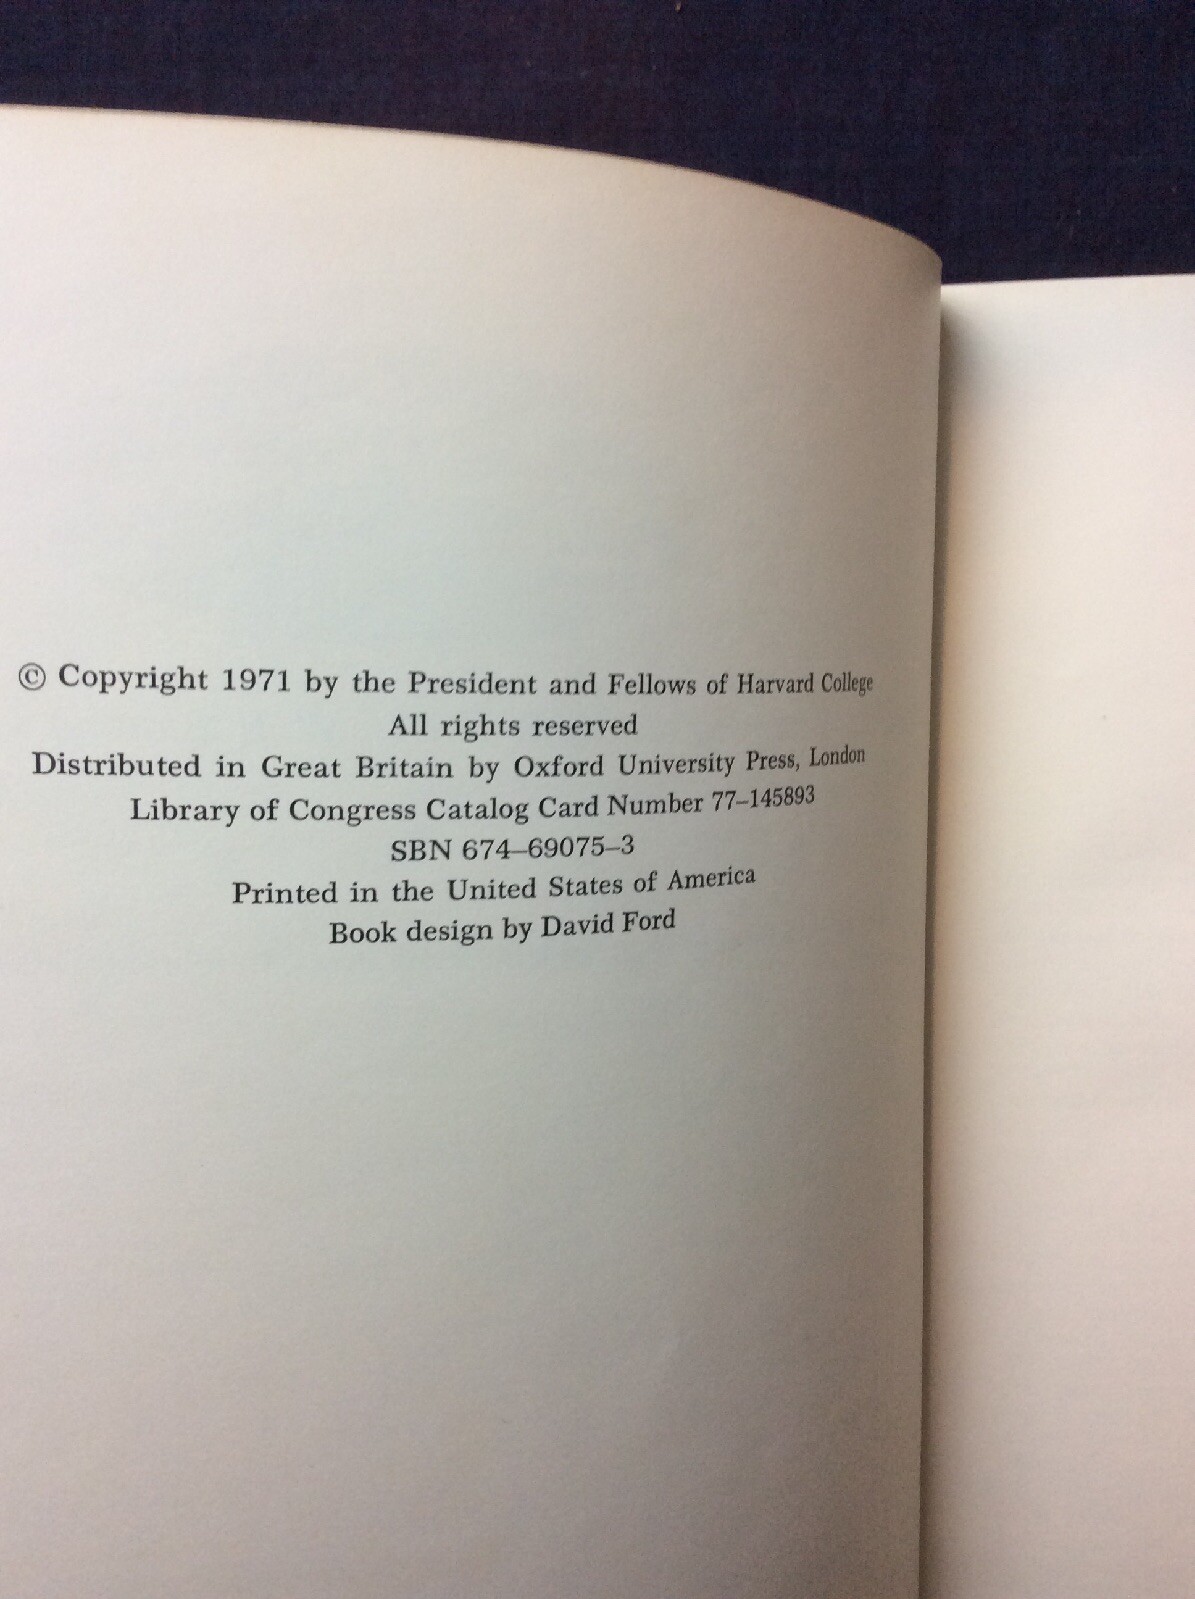 © Copyright 1971 by the President and Fellows of Harvard College
All rights reserved
Distributed in Great Britain by Oxford University Press, London
Library of Congress Catalog Card Number 77–145893
SBN 674–69075–3
Printed in the United States of America
Book design by David Ford